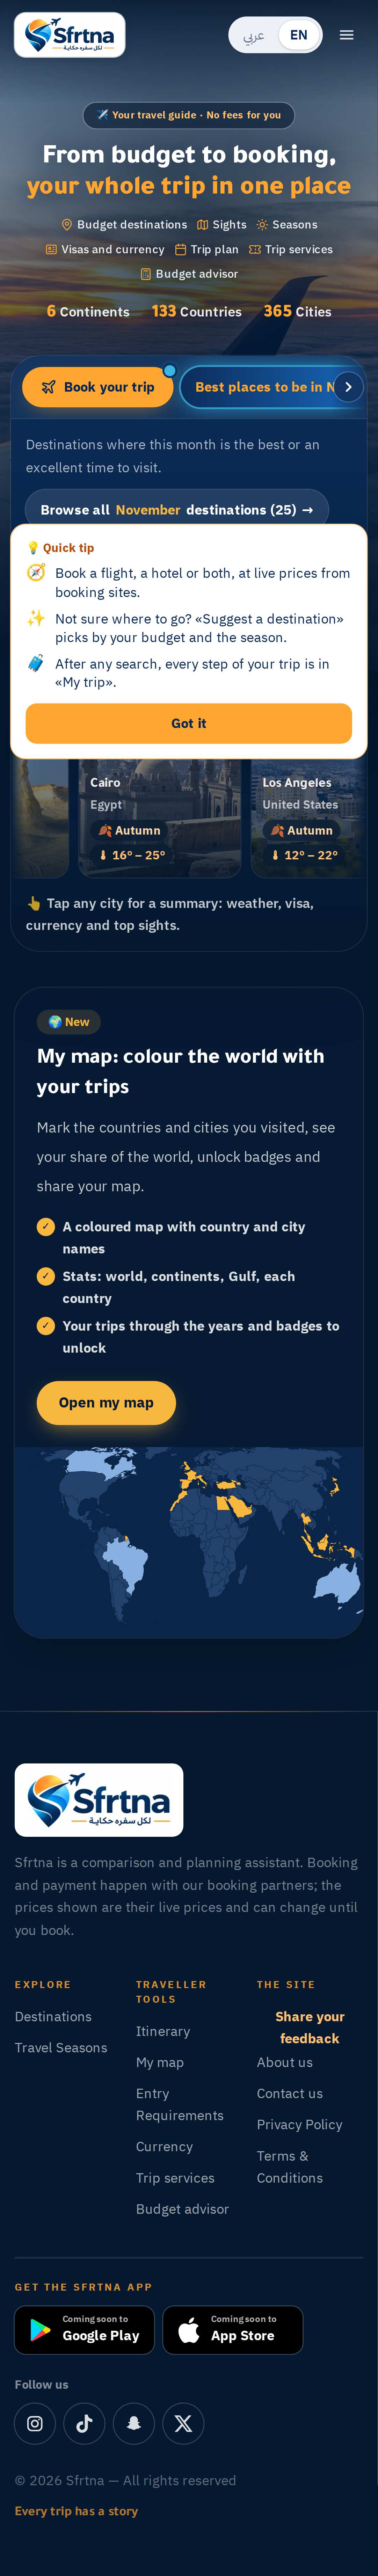 Sfrtna
لكل سفره حكاية
عربي
EN
✈️ Your travel guide · No fees for you
From budget to booking,
your whole trip in one place
Budget destinations Sights Seasons
Visas and currency Trip plan Trip services
Budget advisor
6 Continents 133 Countries 365 Cities
Book your trip
Best places to be in N
Destinations where this month is the best or an
excellent time to visit.
Browse all November destinations (25) →
💡 Quick tip
🧭 Book a flight, a hotel or both, at live prices from
booking sites.
✨ Not sure where to go? «Suggest a destination»
picks by your budget and the season.
🧳 After any search, every step of your trip is in
«My trip».
Got it
Cairo
Egypt
🍂 Autumn
🌡 16° – 25°
Los Angeles
United States
🍂 Autumn
🌡 12° – 22°
👆 Tap any city for a summary: weather, visa,
currency and top sights.
🌍 New
My map: colour the world with
your trips
Mark the countries and cities you visited, see
your share of the world, unlock badges and
share your map.
✓ A coloured map with country and city
names
✓ Stats: world, continents, Gulf, each
country
✓ Your trips through the years and badges to
unlock
Open my map
Sfrtna
لكل سفره حكاية
Sfrtna is a comparison and planning assistant. Booking
and payment happen with our booking partners; the
prices shown are their live prices and can change until
you book.
EXPLORE
Destinations
Travel Seasons
TRAVELLER
TOOLS
Itinerary
My map
Entry
Requirements
Currency
Trip services
Budget advisor
THE SITE
Share your
feedback
About us
Contact us
Privacy Policy
Terms &
Conditions
GET THE SFRTNA APP
Coming soon to
Google Play
Coming soon to
App Store
Follow us
© 2026 Sfrtna — All rights reserved
Every trip has a story